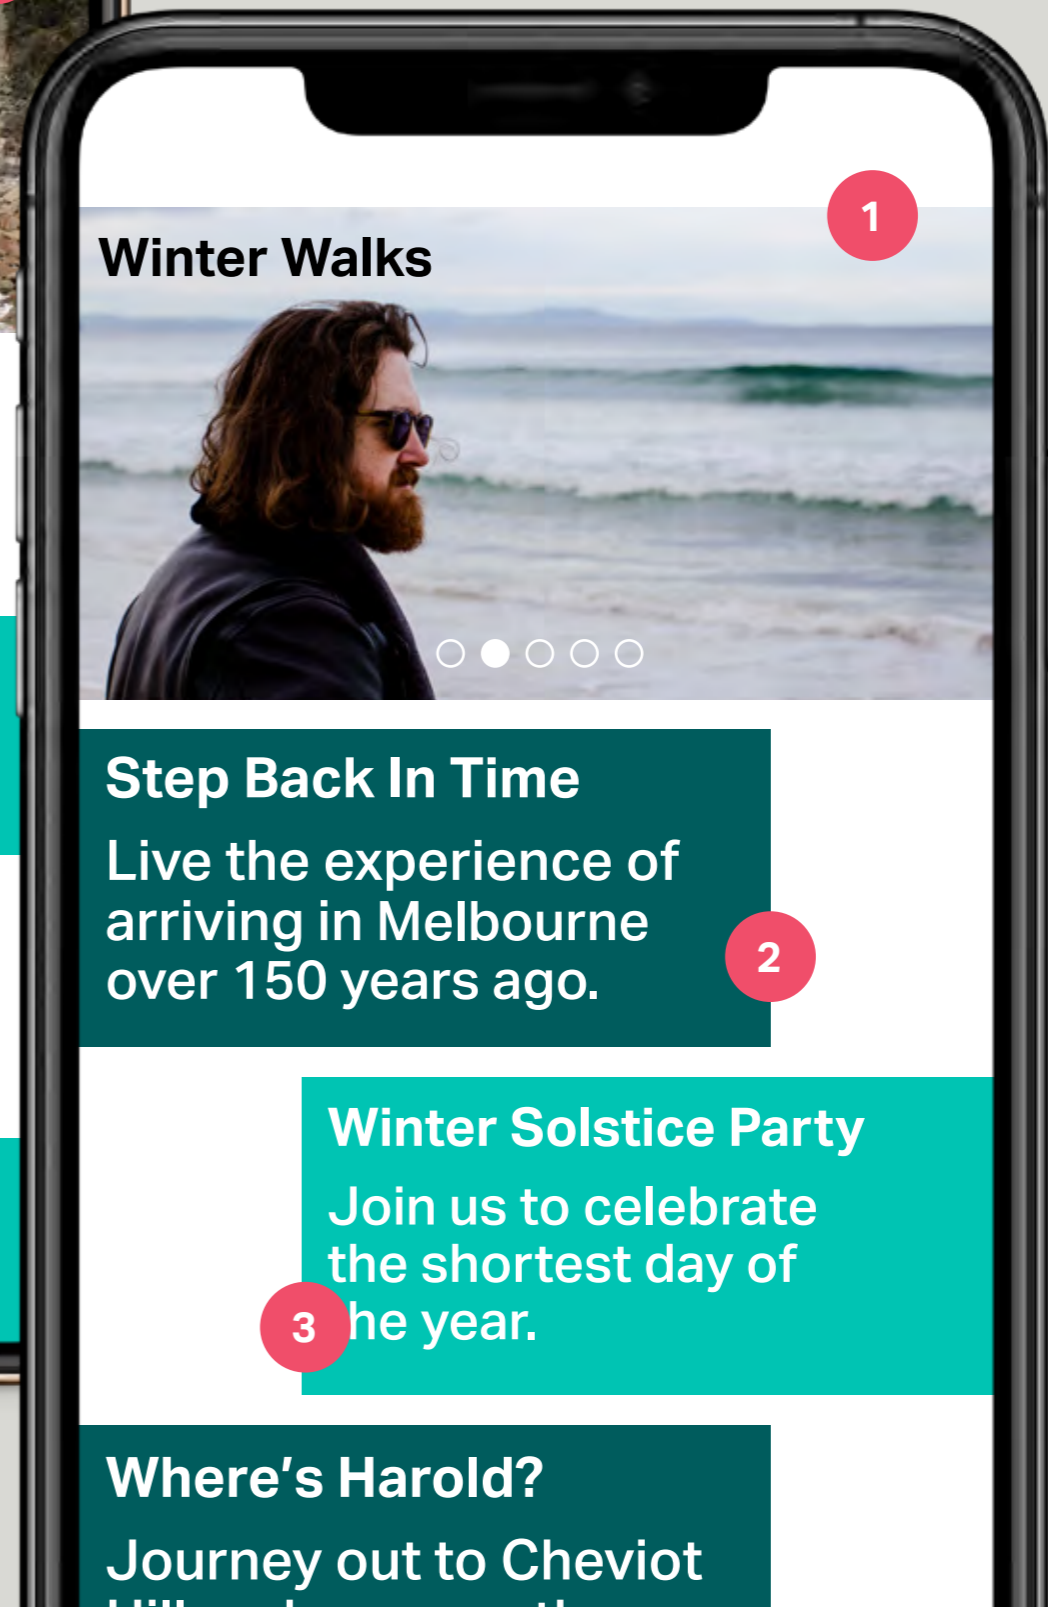 1
Winter Walks
Step Back In Time
Live the experience of
arriving in Melbourne
over 150 years ago.
2
Winter Solstice Party
Join us to celebrate
the shortest day of
he year.
3
Where's Harold?
Journey out to Cheviot